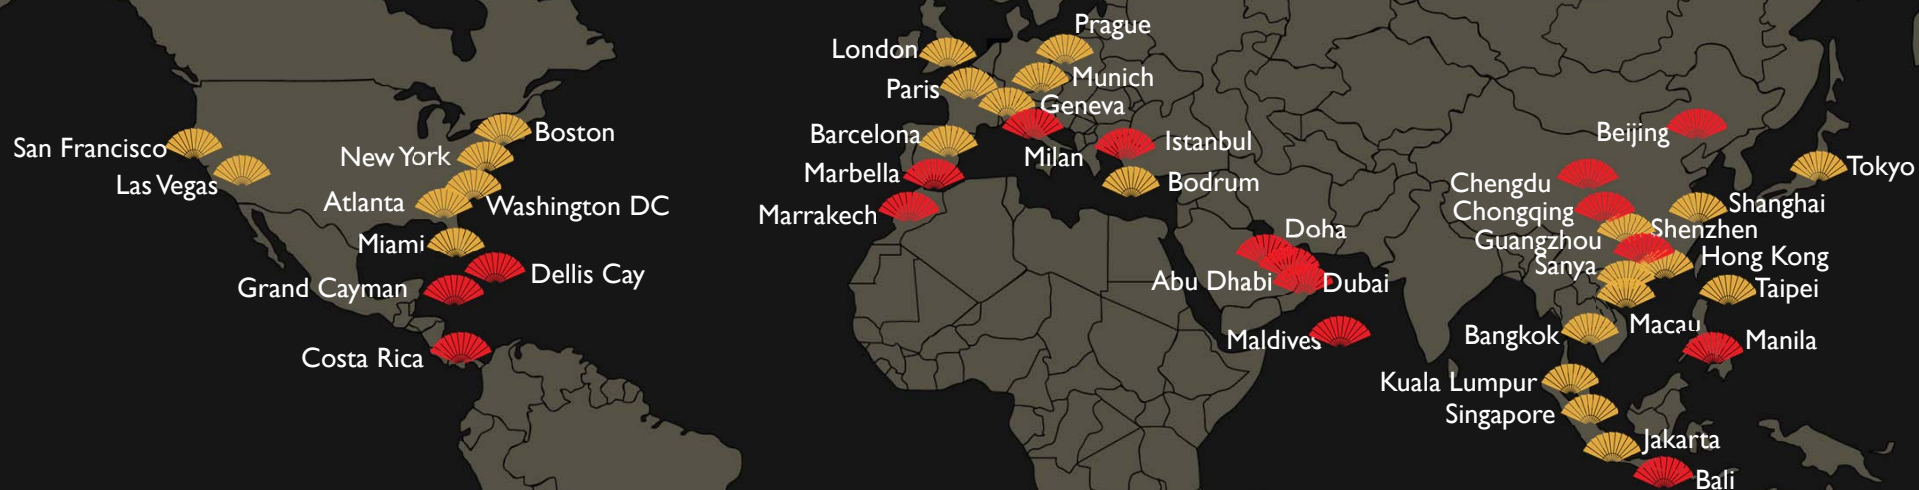 San Francisco
Las Vegas
Boston
New York
Atlanta
Washington DC
Miami
Dellis Cay
Grand Cayman
Costa Rica
London
Prague
Paris
Munich
Geneva
Barcelona
Milan
Istanbul
Marbella
Bodrum
Marrakech
Doha
Abu Dhabi
Dubai
Maldives
Beijing
Tokyo
Chengdu
Chongqing
Shanghai
Guangzhou
Shenzhen
Sanya
Hong Kong
Taipei
Bangkok
Macau
Manila
Kuala Lumpur
Singapore
Jakarta
Bali